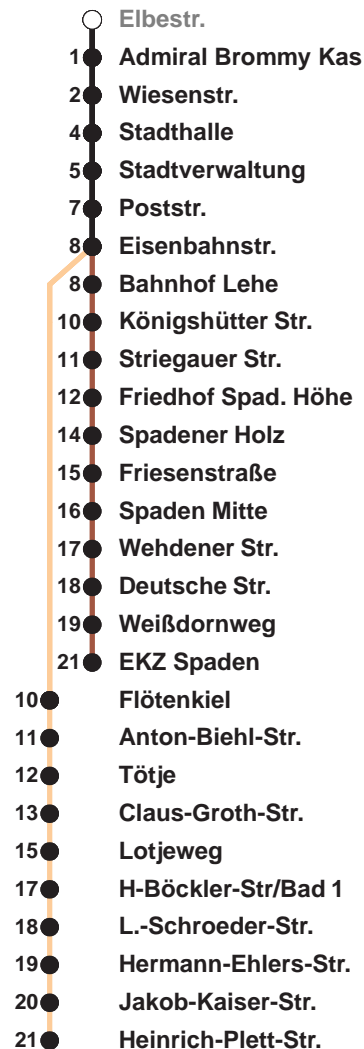 Elbestr.
1 Admiral Brommy Kas
2 Wiesenstr.
4 Stadthalle
5 Stadtverwaltung
7 Poststr.
8 Eisenbahnstr.
8 Bahnhof Lehe
10 Königshütter Str.
11 Striegauer Str.
12 Friedhof Spad. Höhe
14 Spadener Holz
15 Friesenstraße
16 Spaden Mitte
17 Wehdener Str.
18 Deutsche Str.
19 Weißdornweg
21 EKZ Spaden
10 Flötenkiel
11 Anton-Biehl-Str.
12 Tötje
13 Claus-Groth-Str.
15 Lotjeweg
17 H-Böckler-Str/Bad 1
18 L.-Schroeder-Str.
19 Hermann-Ehlers-Str.
20 Jakob-Kaiser-Str.
21 Heinrich-Plett-Str.